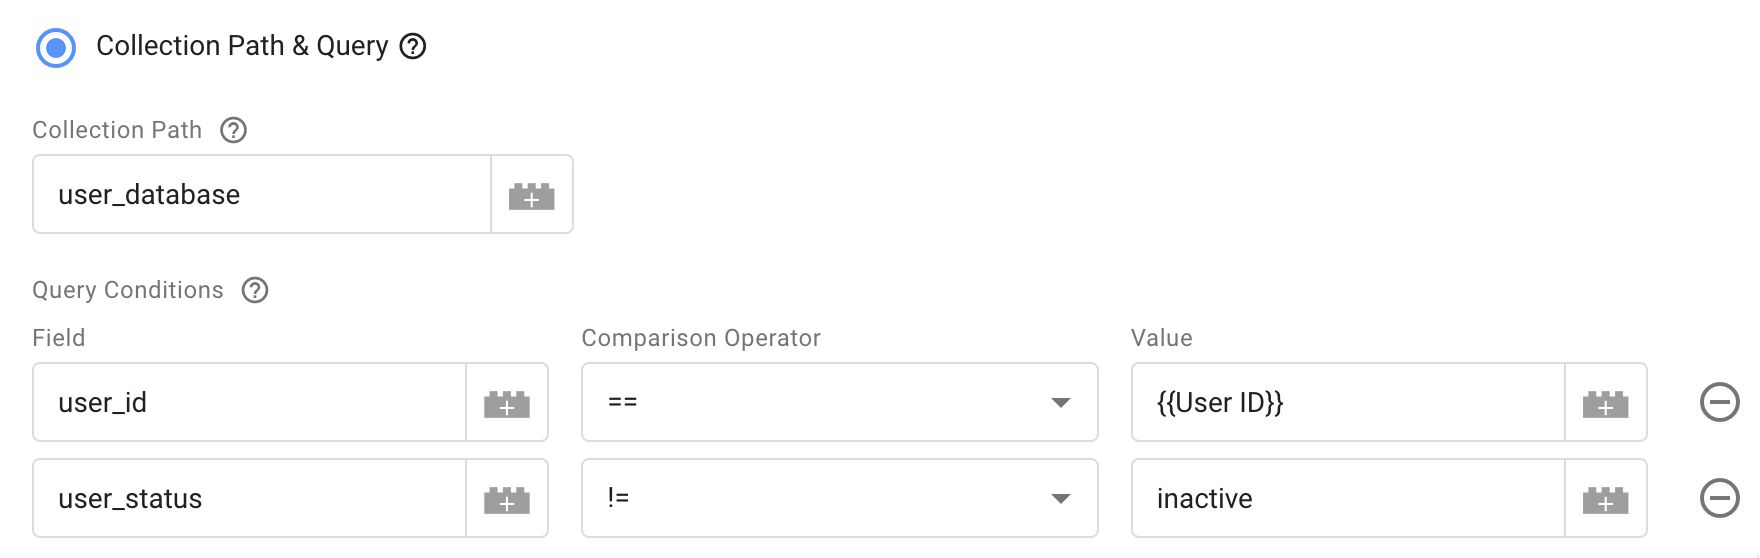 Collection Path & Query
Collection Path
user_database
Query Conditions
Field Comparison Operator Value
user_id == {{User ID}}
user_status != inactive